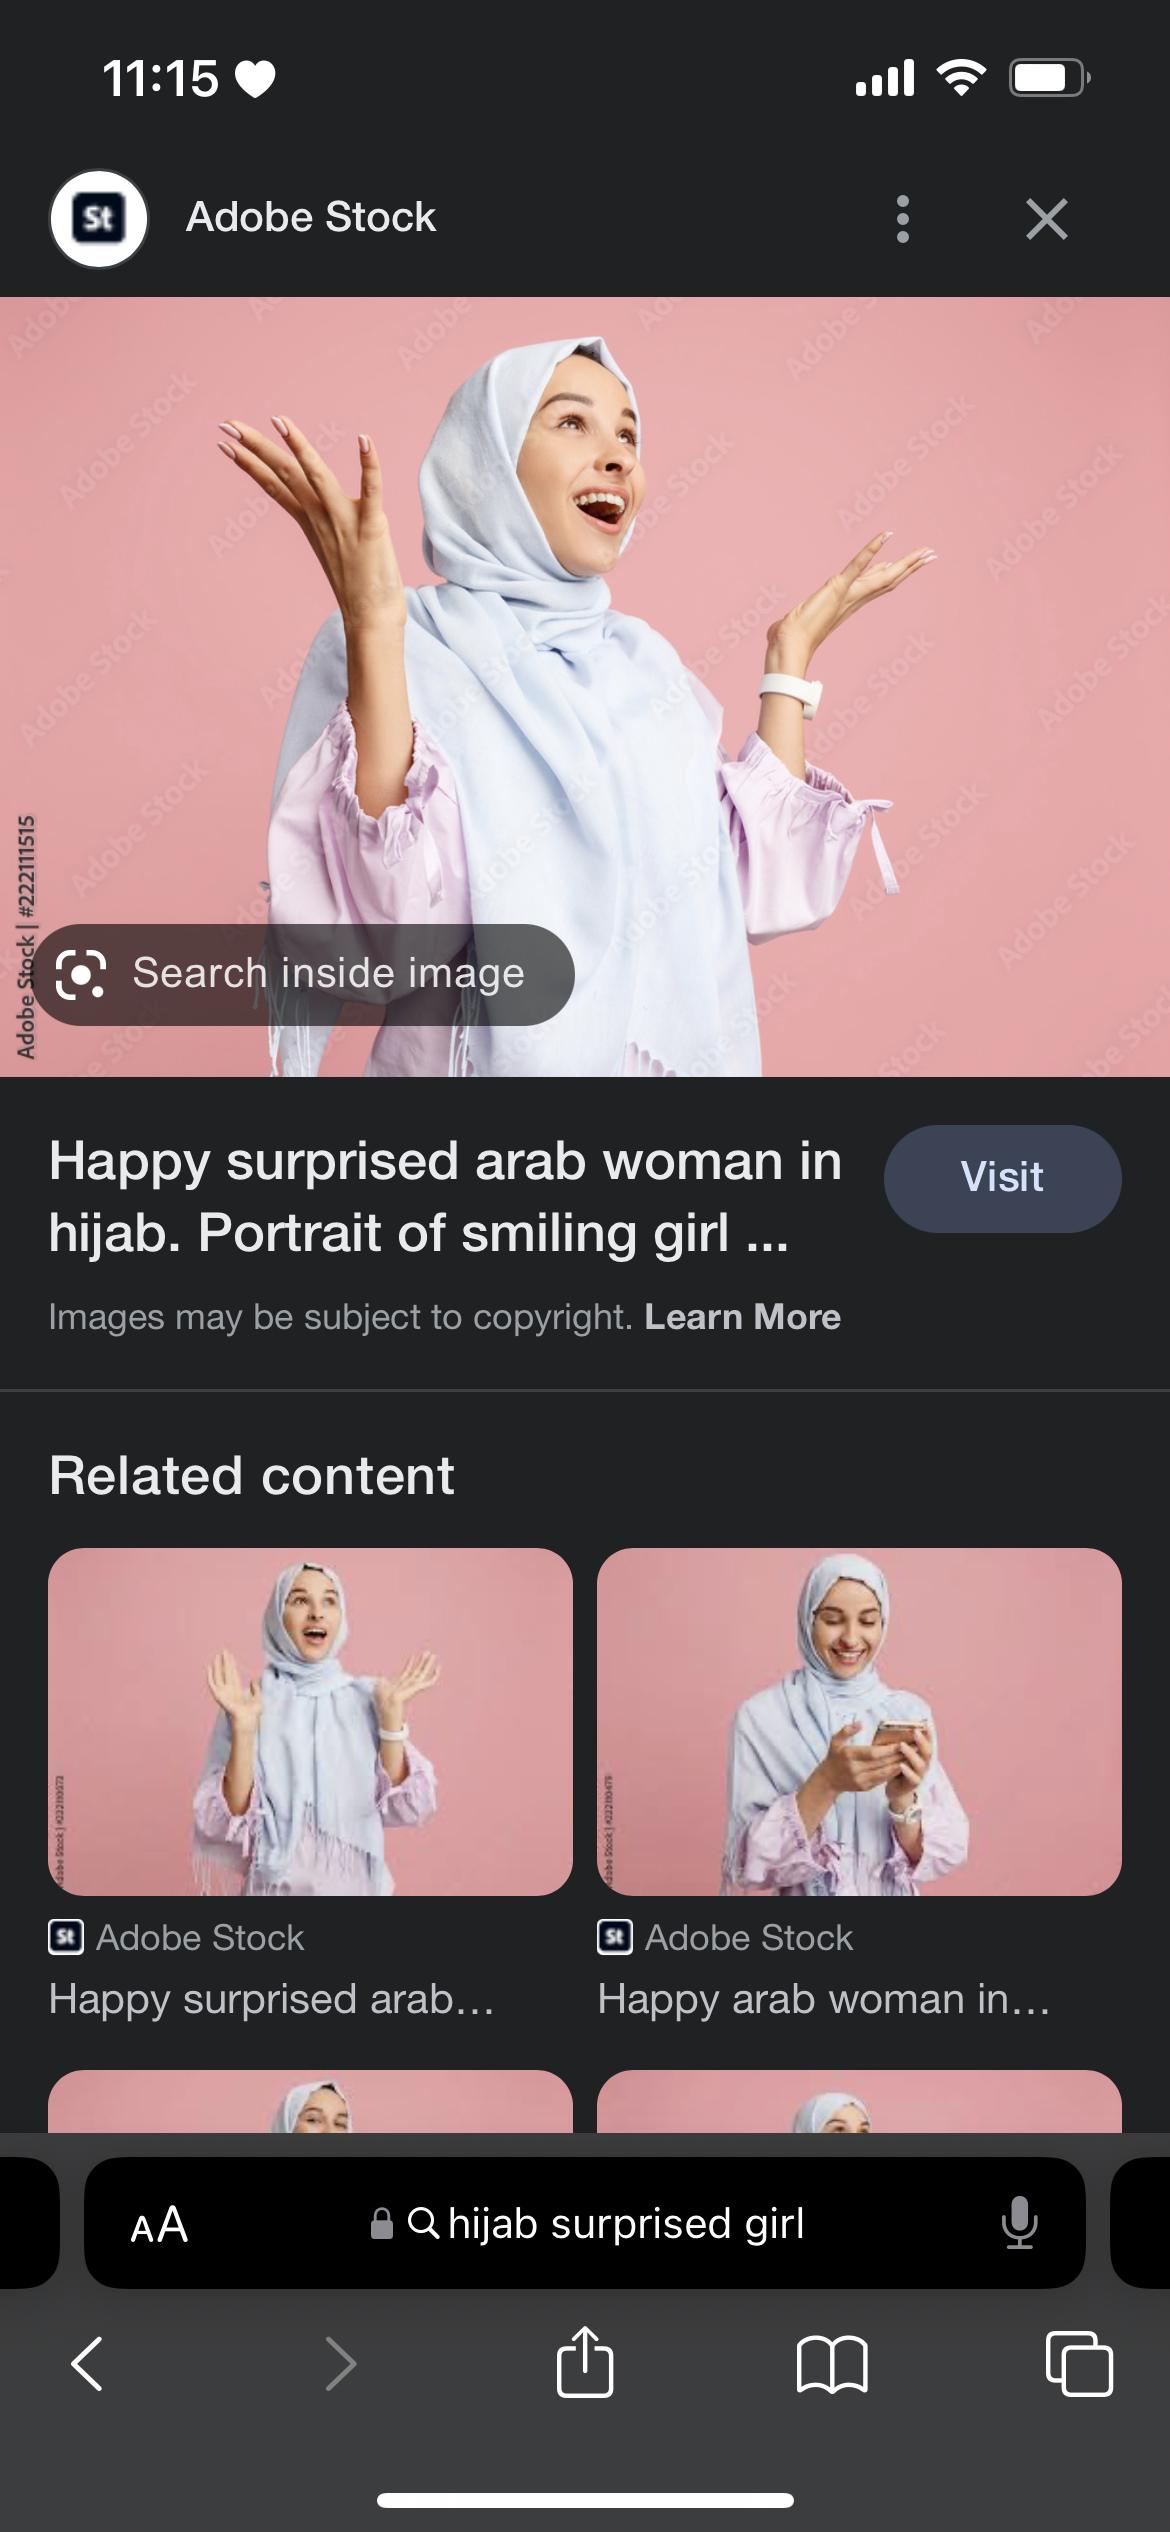 11:15
St
Adobe Stock
Adobe Stock | #222111515
Search inside image
Happy surprised arab woman in
hijab. Portrait of smiling girl ...
Visit
Images may be subject to copyright. Learn More
Related content
St Adobe Stock
Happy surprised arab...
St Adobe Stock
Happy arab woman in...
AA
hijab surprised girl